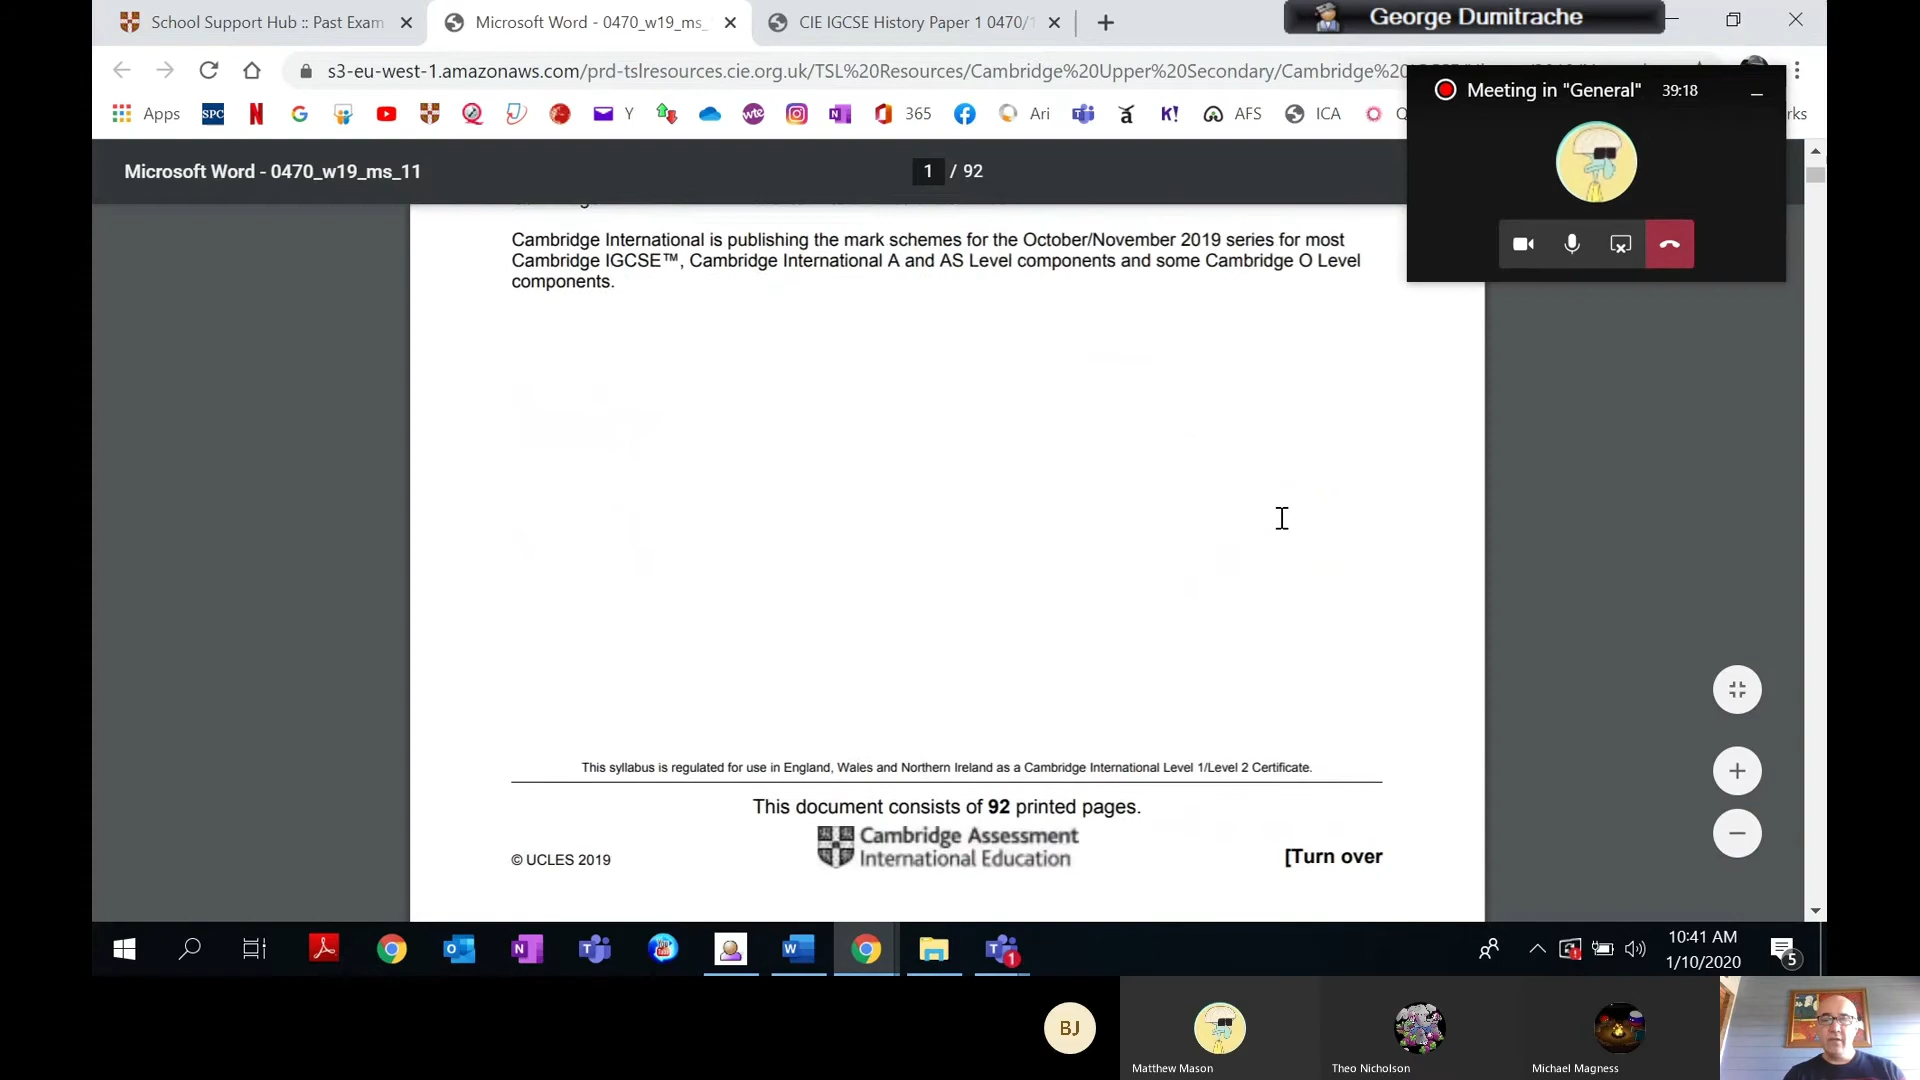 School Support Hub :: Past Exam
Microsoft Word - 0470_w19_ms_
CIE IGCSE History Paper 1 0470/1
George Dumitrache
s3-eu-west-1.amazonaws.com/prd-tslresources.cie.org.uk/TSL%20Resources/Cambridge%20Upper%20Secondary/Cambridge%20
Meeting in "General" 39:18
Apps
SPC
Y
wte
365
Ari
K!
AFS
ICA
rks
Microsoft Word - 0470_w19_ms_11
1 / 92
Cambridge International is publishing the mark schemes for the October/November 2019 series for most
Cambridge IGCSE™, Cambridge International A and AS Level components and some Cambridge O Level
components.
This syllabus is regulated for use in England, Wales and Northern Ireland as a Cambridge International Level 1/Level 2 Certificate.
This document consists of 92 printed pages.
Cambridge Assessment
International Education
© UCLES 2019
[Turn over
10:41 AM
1/10/2020
5
1
BJ
Matthew Mason
Theo Nicholson
Michael Magness